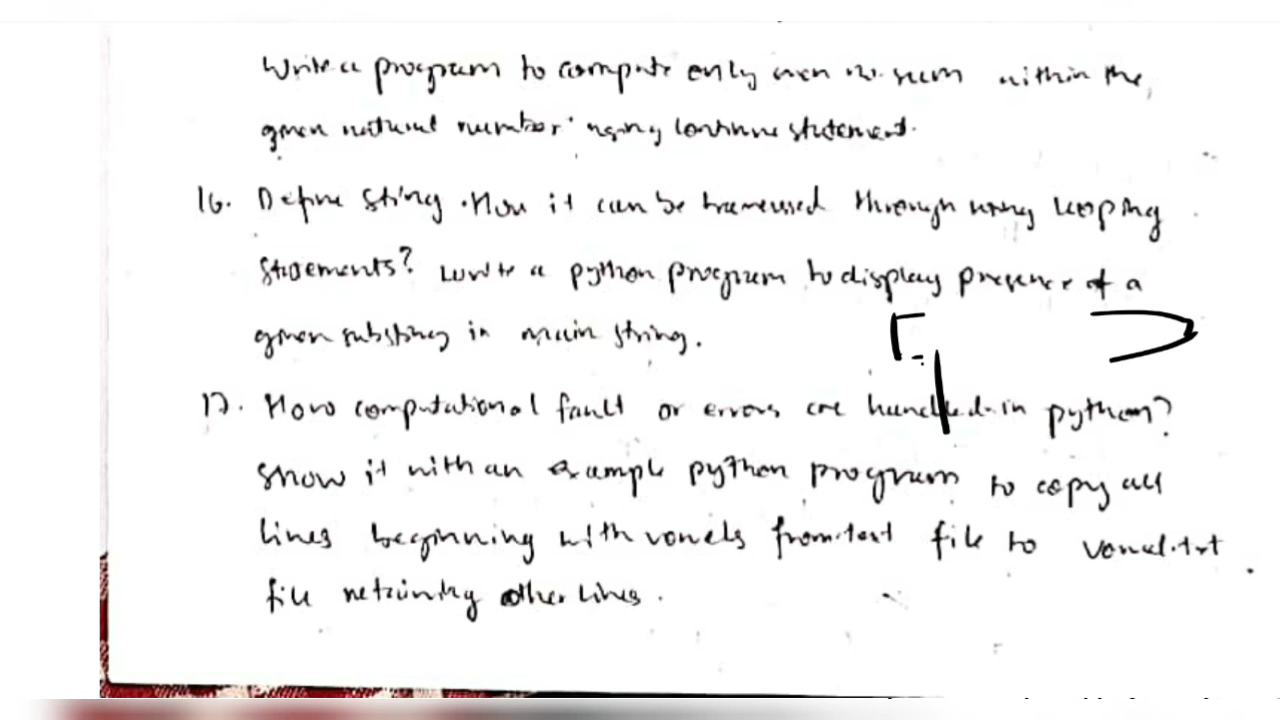 Write a program to compute only even no. sum within the
given natural number using continue statement.
16. Define String. How it can be traversed through using looping
statements? Write a python program to display presence of a
given substring in main string.
17. How computational fault or errors are handled in python?
Show it with an example python program to copy all
lines beginning with vowels from text file to vowel.txt
file retaining other lines.